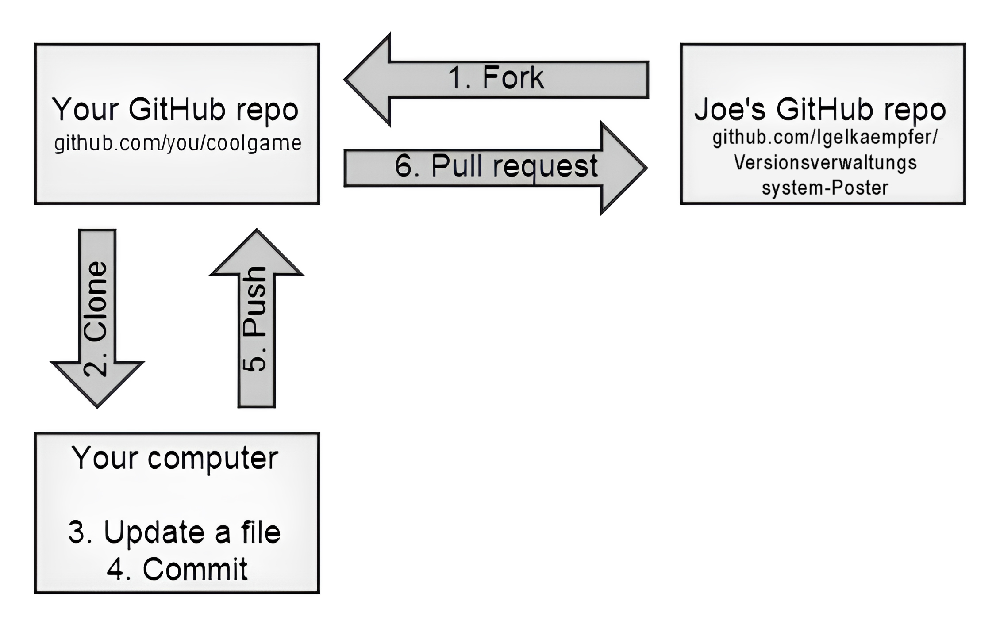 Your GitHub repo
github.com/you/coolgame
1. Fork
6. Pull request
Joe's GitHub repo
github.com/Igelkaempfer/
Versionsverwaltungs
system-Poster
2. Clone
5. Push
Your computer
3. Update a file
4. Commit